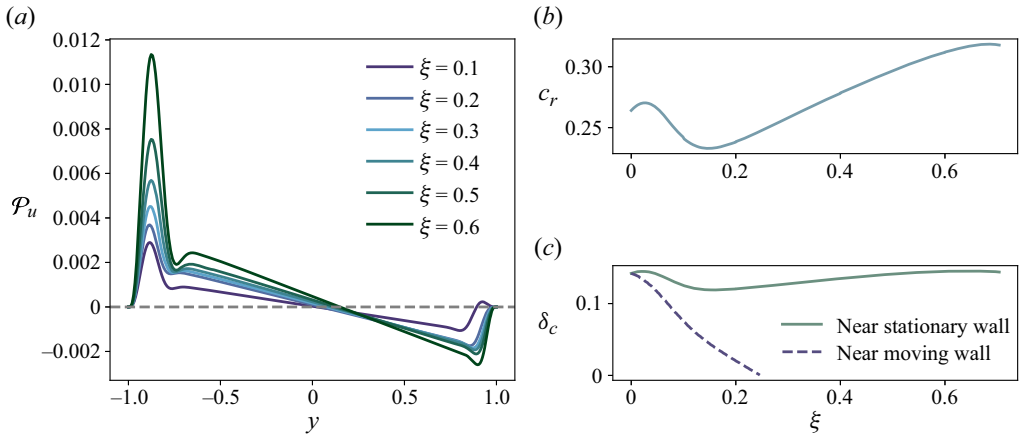 (a)
0.012
0.010
0.008
0.006
0.004
0.002
0
−0.002
𝒫u
ξ = 0.1
ξ = 0.2
ξ = 0.3
ξ = 0.4
ξ = 0.5
ξ = 0.6
−1.0
−0.5
0
0.5
1.0
y
(b)
0.30
0.25
cr
0
0.2
0.4
0.6
(c)
0.1
0
δc
Near stationary wall
Near moving wall
0
0.2
0.4
0.6
ξ